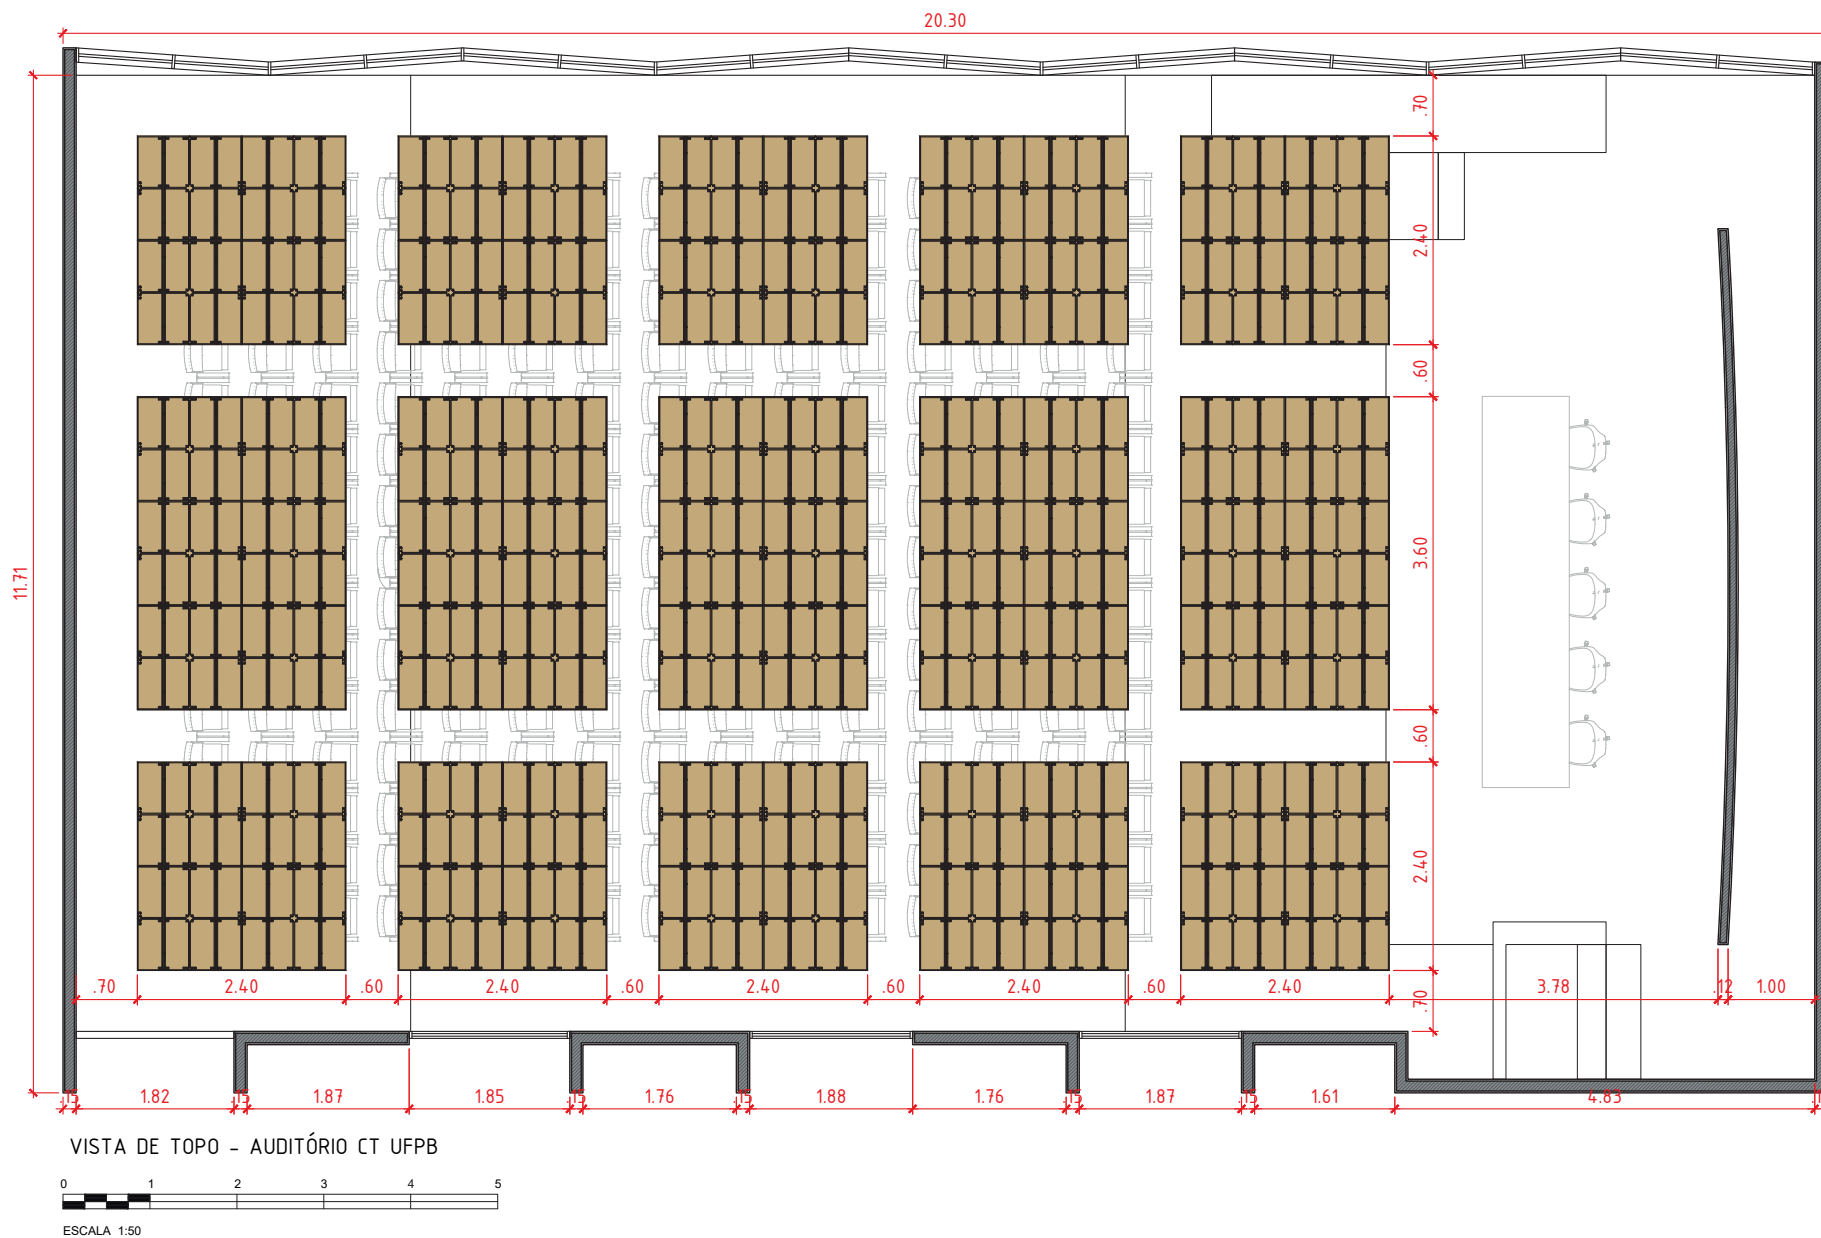 20.30
.70
2.40
.60
11.71
3.60
.60
2.40
.70 2.40 .60 2.40 .60 2.40 .60 2.40 .60 2.40 .70 3.78 .12 1.00
.15 1.82 .15 1.87 1.85 .15 1.76 .15 1.88 1.76 .15 1.87 .15 1.61 4.83
VISTA DE TOPO - AUDITÓRIO CT UFPB
0 1 2 3 4 5
ESCALA 1:50